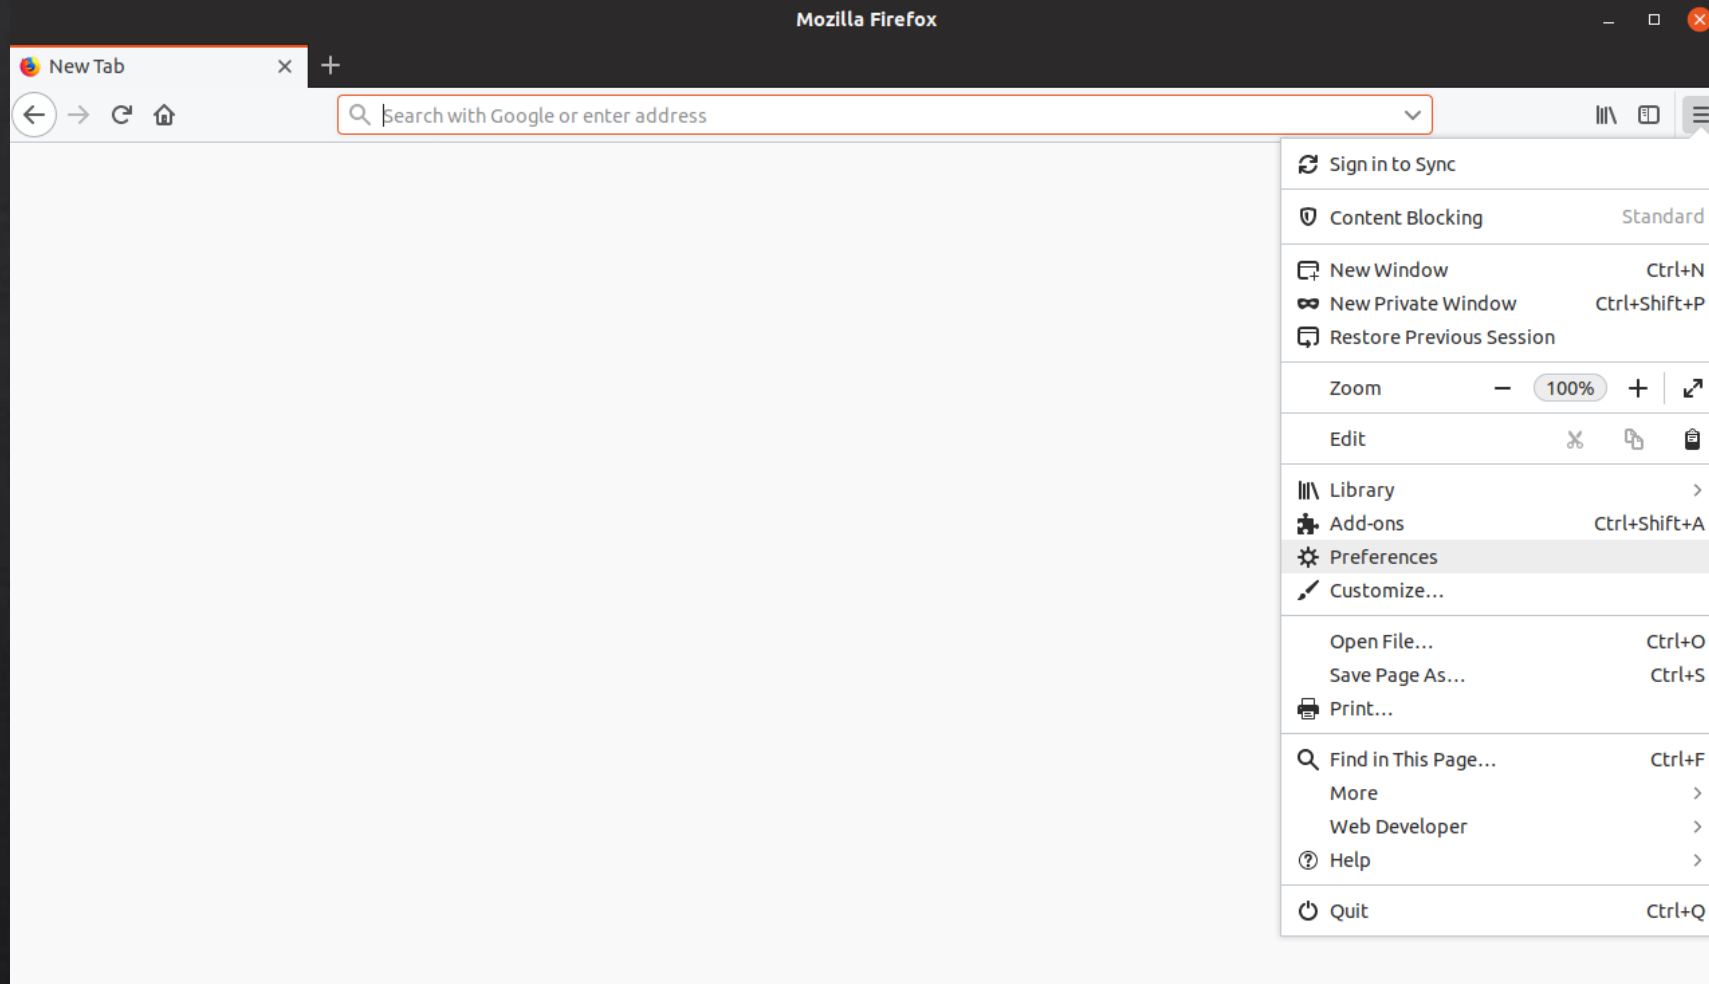 Mozilla Firefox
New Tab
Search with Google or enter address
Sign in to Sync
Content Blocking Standard
New Window Ctrl+N
New Private Window Ctrl+Shift+P
Restore Previous Session
Zoom 100%
Edit
Library
Add-ons Ctrl+Shift+A
Preferences
Customize…
Open File… Ctrl+O
Save Page As… Ctrl+S
Print…
Find in This Page… Ctrl+F
More
Web Developer
Help
Quit Ctrl+Q